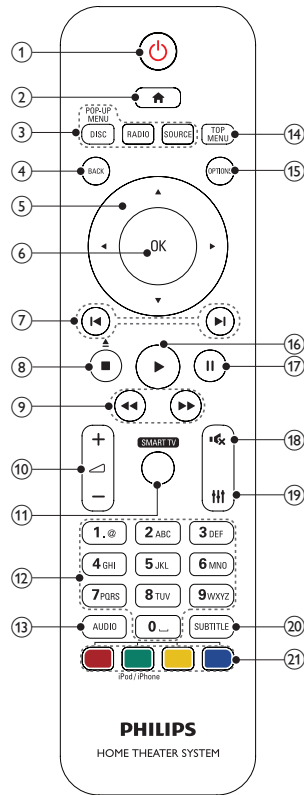 1
2
POP-UP
MENU
3 DISC RADIO SOURCE TOP
MENU 14
4 BACK OPTIONS 15
5
6 OK
7
16
8 17
9
SMART TV
10 + − 18
11 19
1.@ 2 ABC 3 DEF
12 4 GHI 5 JKL 6 MNO
7 PQRS 8 TUV 9 WXYZ
13 AUDIO 0 SUBTITLE 20
21
iPod / iPhone
PHILIPS
HOME THEATER SYSTEM